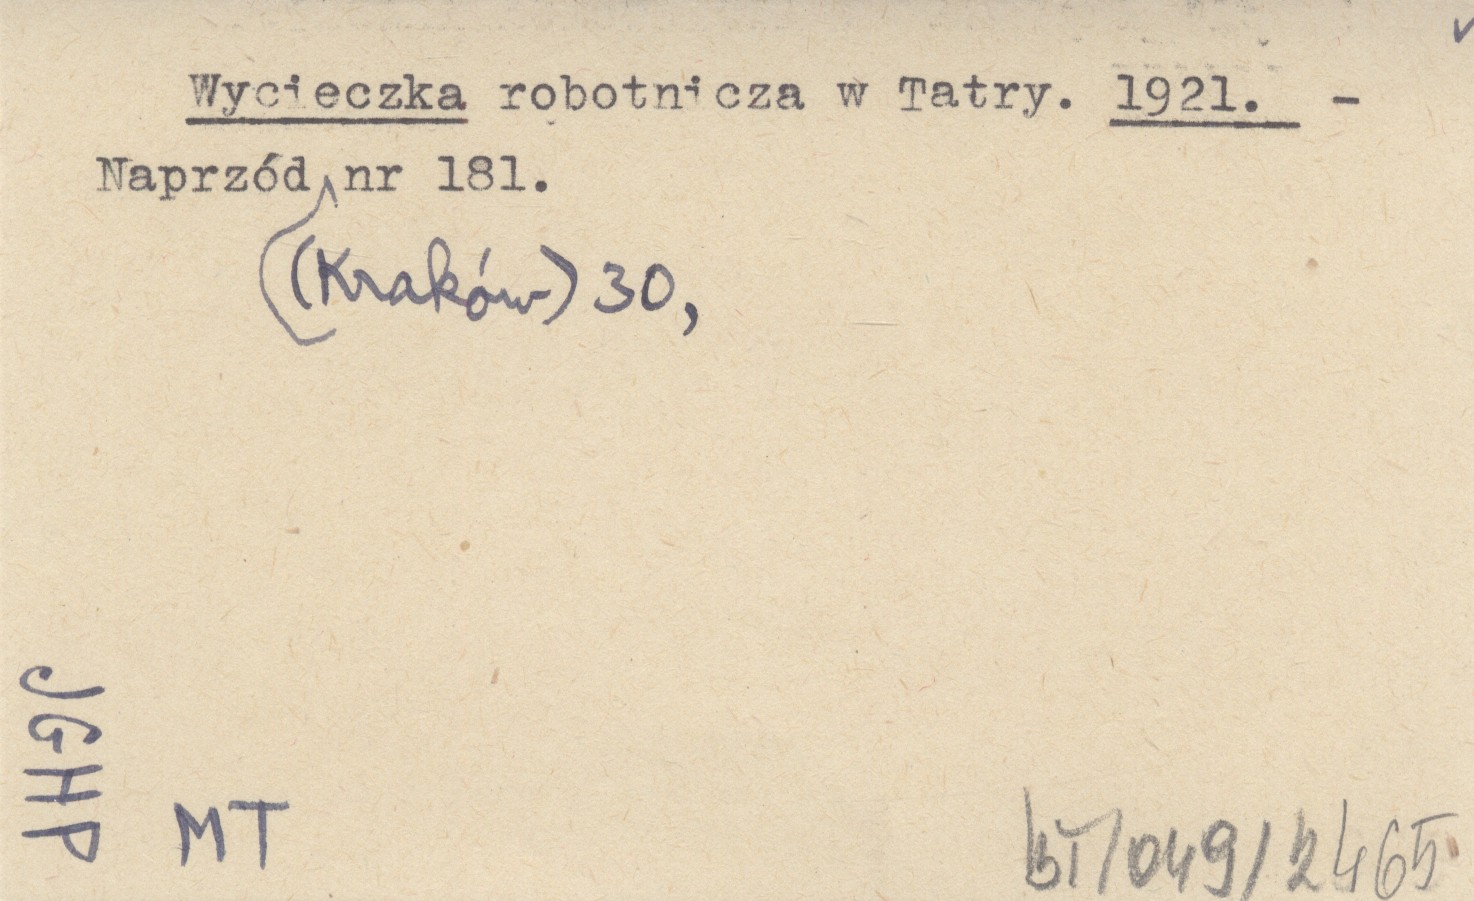 Wycieczka robotnicza w Tatry. 1921. -
Naprzód nr 181.
(Kraków) 30,
JGHP
MT
BT/049/2465